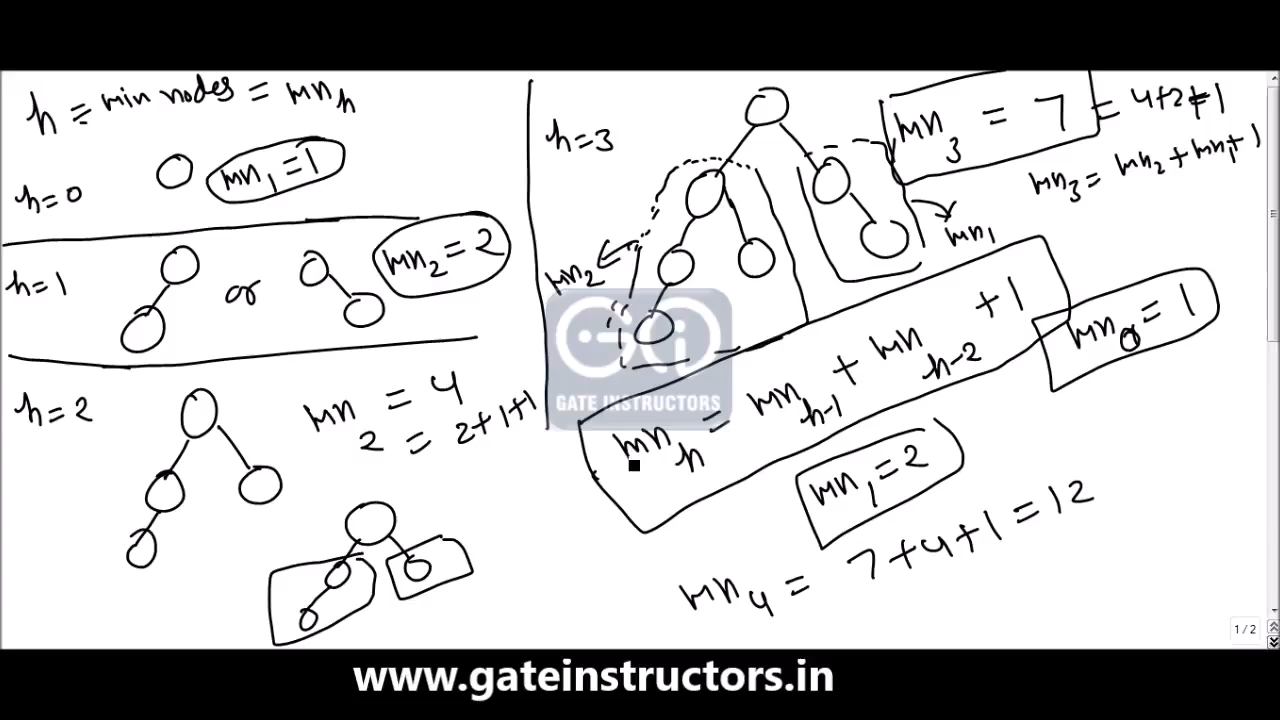 h = min nodes = mn_h
h=0
mn_1 = 1
h=1
or
mn_2 = 2
h=2
mn_2 = 4
= 2+1+1
h=3
mn_3 = 7 = 4+2+1
mn_3 = mn_2 + mn_1 + 1
mn_2
mn_1
GATE INSTRUCTORS
mn_h = mn_h-1 + mn_h-2 + 1
mn_0 = 1
mn_1 = 2
mn_4 = 7+4+1 = 12
1 / 2
www.gateinstructors.in